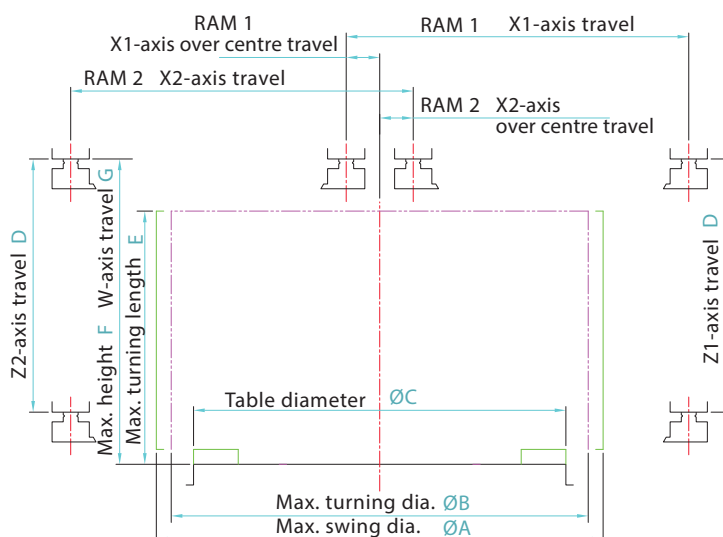 RAM 1
X1-axis over centre travel
RAM 1 X1-axis travel
RAM 2 X2-axis travel
RAM 2 X2-axis
over centre travel
Z2-axis travel D
Max. height F W-axis travel G
Max. turning length E
Z1-axis travel D
Table diameter ØC
Max. turning dia. ØB
Max. swing dia. ØA